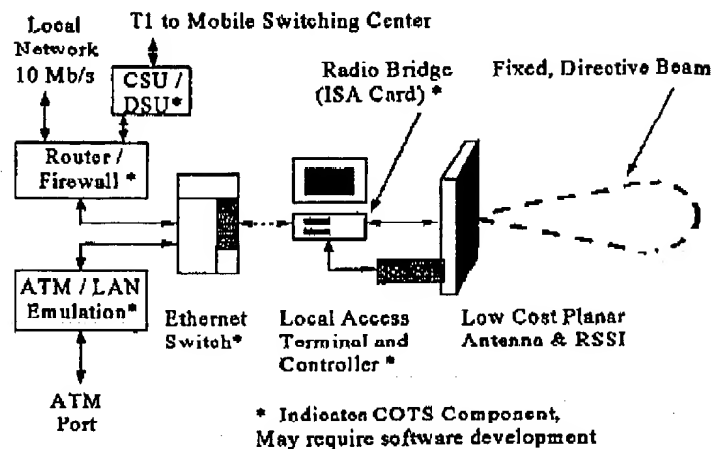 Local
Network
10 Mb/s
T1 to Mobile Switching Center
CSU /
DSU*
Radio Bridge
(ISA Card) *
Fixed, Directive Beam
Router /
Firewall *
ATM / LAN
Emulation*
Ethernet
Switch*
Local Access
Terminal and
Controller *
Low Cost Planar
Antenna & RSSI
ATM
Port
* Indicates COTS Component,
May require software development